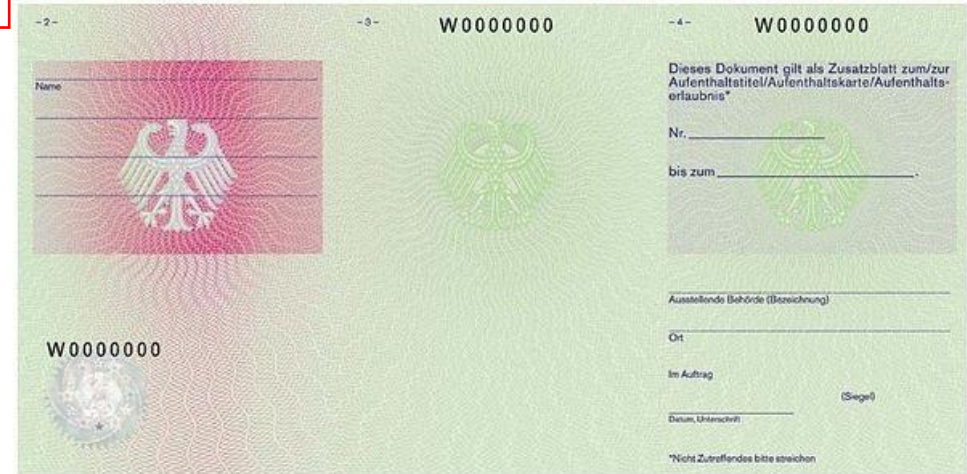 -2-
Name
W0000000
-3-
W0000000
-4-
W0000000
Dieses Dokument gilt als Zusatzblatt zum/zur
Aufenthaltstitel/Aufenthaltskarte/Aufenthalts-
erlaubnis*
Nr.
bis zum .
Ausstellende Behörde (Bezeichnung)
Ort
Im Auftrag
(Siegel)
Datum, Unterschrift
*Nicht Zutreffendes bitte streichen